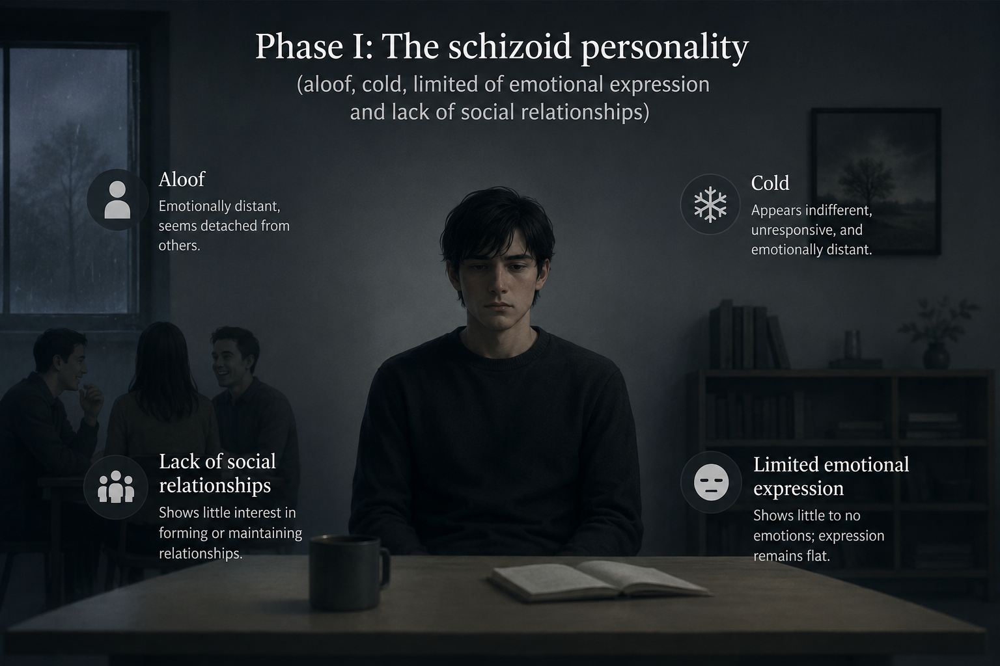 Phase I: The schizoid personality
(aloof, cold, limited of emotional expression
and lack of social relationships)
Aloof
Emotionally distant,
seems detached from
others.
Cold
Appears indifferent,
unresponsive, and
emotionally distant.
Lack of social
relationships
Shows little interest in
forming or maintaining
relationships.
Limited emotional
expression
Shows little to no
emotions; expression
remains flat.